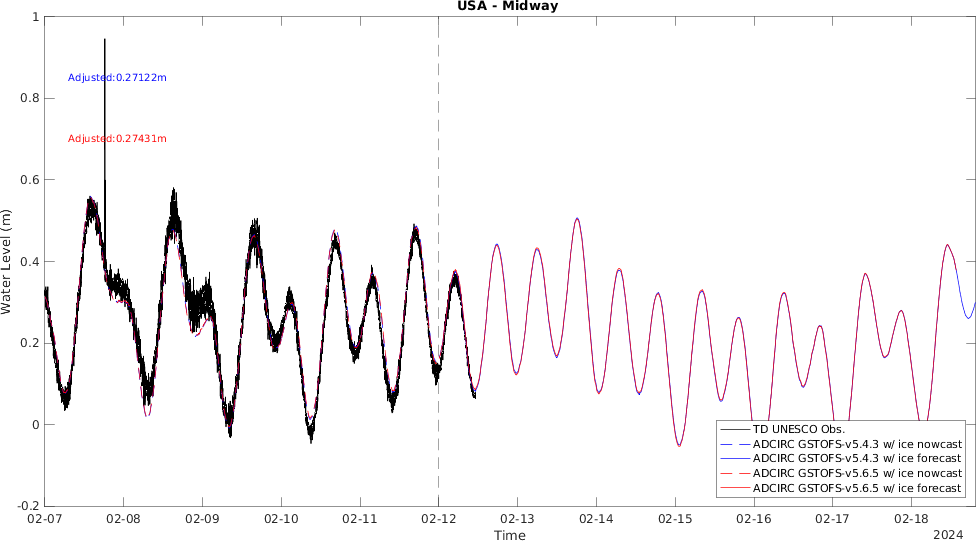 USA - Midway
1
Adjusted:0.27122m
0.8
Adjusted:0.27431m
0.6
0.4
Water Level (m)
0.2
0
-0.2
TD UNESCO Obs.
ADCIRC GSTOFS-v5.4.3 w/ ice nowcast
ADCIRC GSTOFS-v5.4.3 w/ ice forecast
ADCIRC GSTOFS-v5.6.5 w/ ice nowcast
ADCIRC GSTOFS-v5.6.5 w/ ice forecast
02-07 02-08 02-09 02-10 02-11 02-12 02-13 02-14 02-15 02-16 02-17 02-18
Time
2024